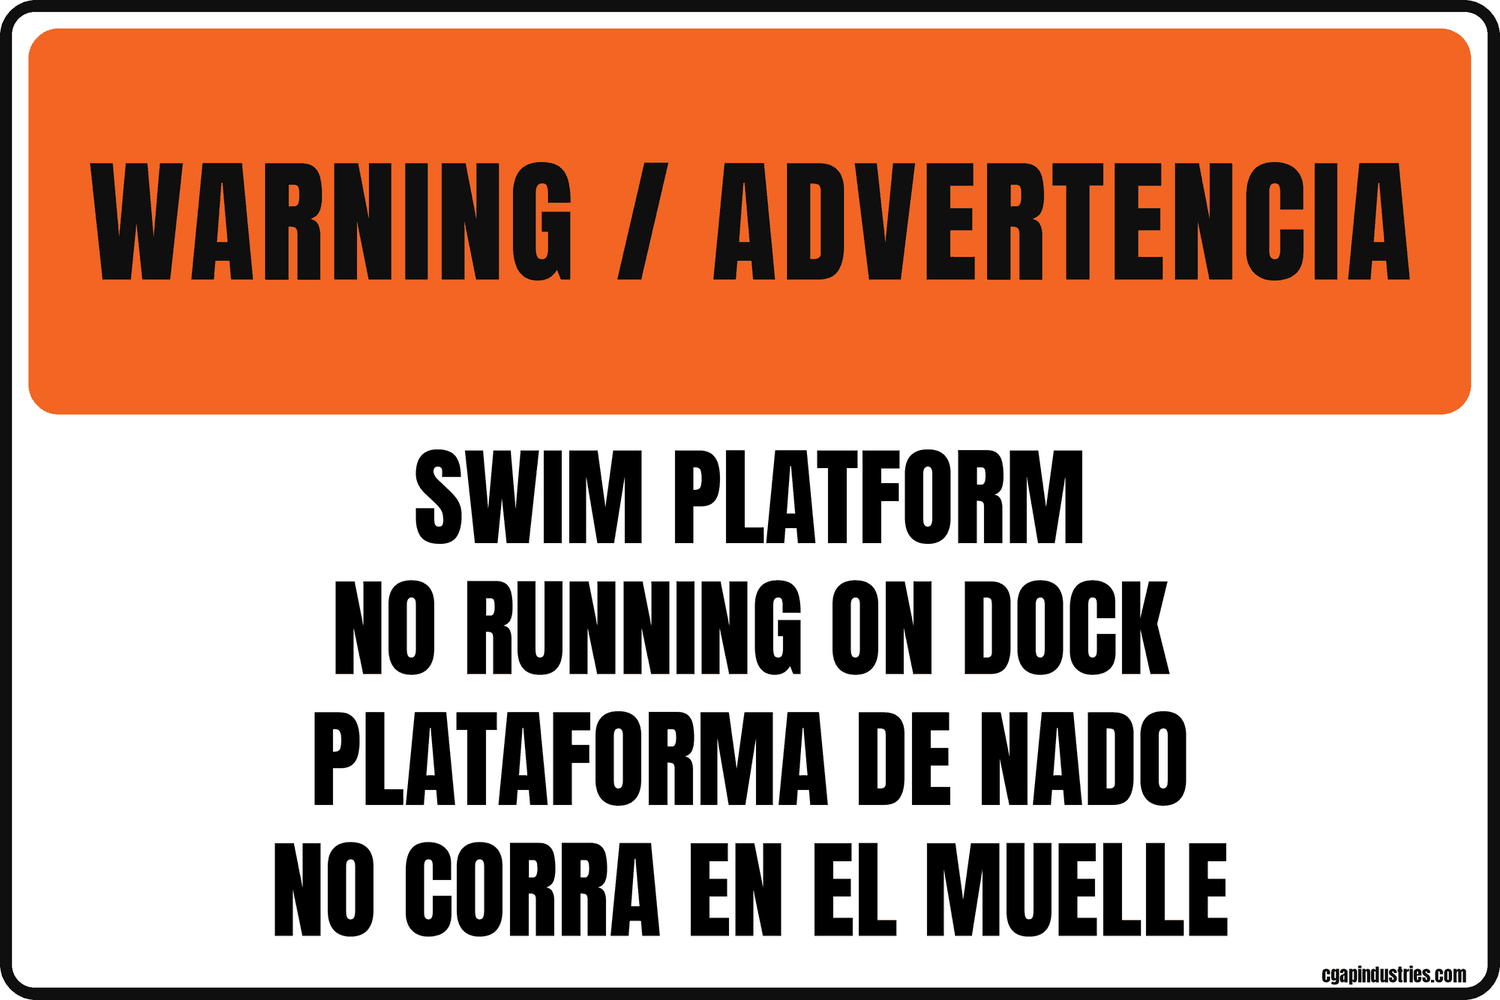 WARNING / ADVERTENCIA
SWIM PLATFORM
NO RUNNING ON DOCK
PLATAFORMA DE NADO
NO CORRA EN EL MUELLE
cgapindustries.com